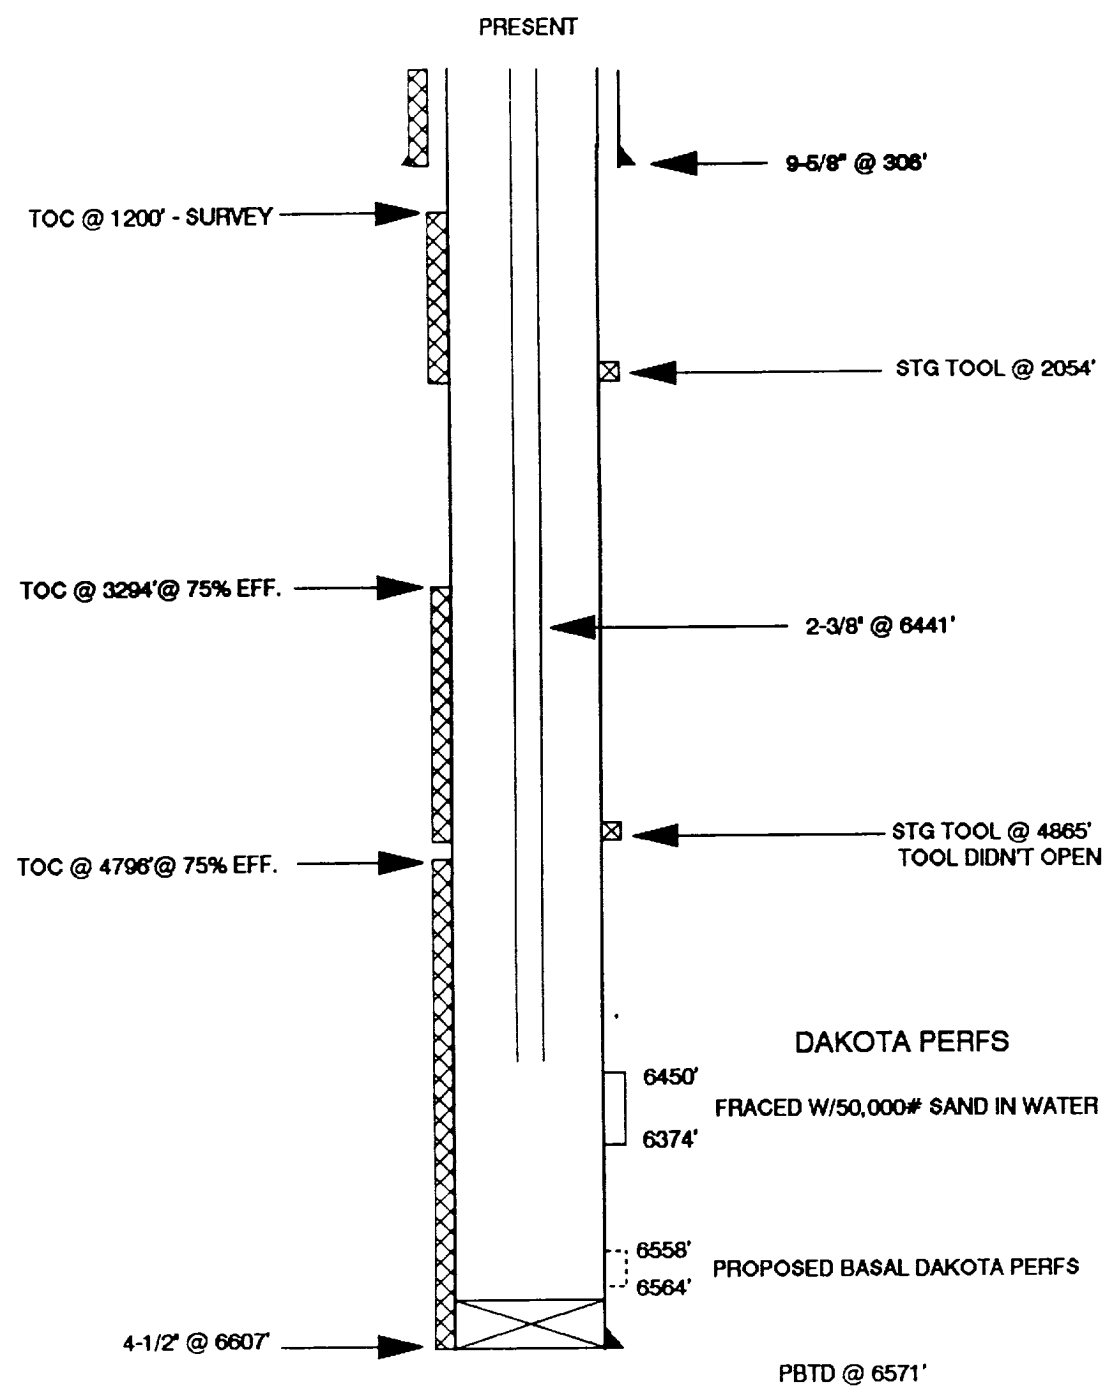 PRESENT
9-5/8" @ 306'
TOC @ 1200' - SURVEY
STG TOOL @ 2054'
TOC @ 3294'@ 75% EFF.
2-3/8" @ 6441'
STG TOOL @ 4865'
TOOL DIDN'T OPEN
TOC @ 4796'@ 75% EFF.
DAKOTA PERFS
6450'
FRACED W/50,000# SAND IN WATER
6374'
6558'
PROPOSED BASAL DAKOTA PERFS
6564'
4-1/2" @ 6607'
PBTD @ 6571'